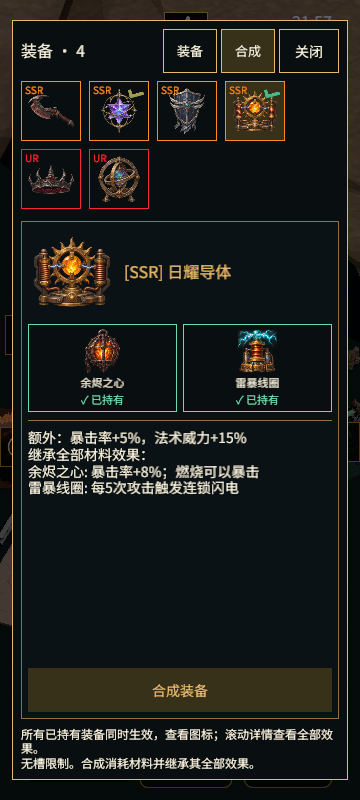 装备 · 4
装备
合成
关闭
SSR
SSR
SSR
SSR
UR
UR
[SSR] 日耀导体
余烬之心
✓ 已持有
雷暴线圈
✓ 已持有
额外：暴击率+5%，法术威力+15%
继承全部材料效果：
余烬之心: 暴击率+8%；燃烧可以暴击
雷暴线圈: 每5次攻击触发连锁闪电
合成装备
所有已持有装备同时生效，查看图标；滚动详情查看全部效
果。
无槽限制。合成消耗材料并继承其全部效果。